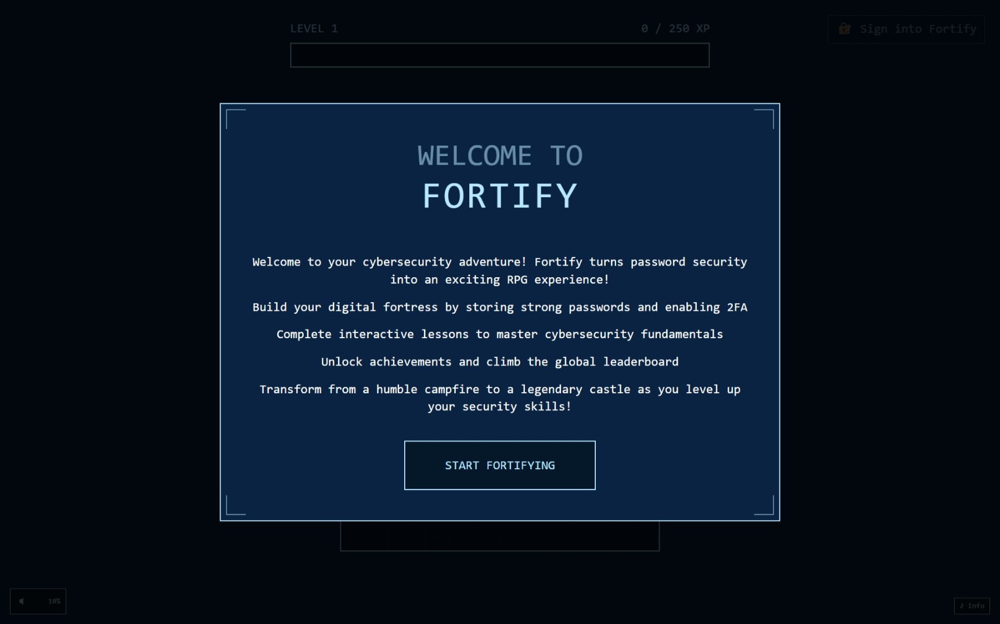 LEVEL 1
0 / 250 XP
Sign into Fortify
WELCOME TO
FORTIFY
Welcome to your cybersecurity adventure! Fortify turns password security
into an exciting RPG experience!
Build your digital fortress by storing strong passwords and enabling 2FA
Complete interactive lessons to master cybersecurity fundamentals
Unlock achievements and climb the global leaderboard
Transform from a humble campfire to a legendary castle as you level up
your security skills!
START FORTIFYING
10%
♪ Info